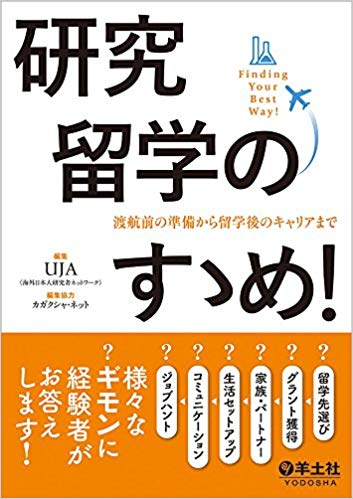 研究
留学の
すゝめ!
Finding
Your
Best
Way!
渡航前の準備から留学後のキャリアまで
編集
UJA
(海外日本人研究者ネットワーク)
編集協力
カガクシャ・ネット
? 留学先選び
? グラント獲得
? 家族・パートナー
? 生活セットアップ
? コミュニケーション
? ジョブハント
?
様々な
ギモンに
経験者が
お答え
します!
羊土社
YODOSHA